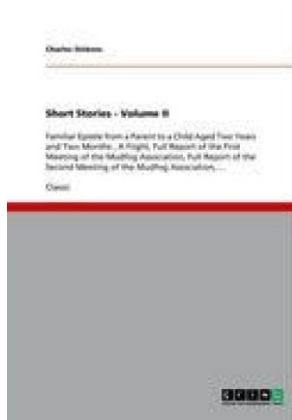 Charles Dickens
Short Stories - Volume II
Familiar Epistle from a Parent to a Child Aged Two Years
and Two Months , A Flight, Full Report of the First
Meeting of the Mudfog Association, Full Report of the
Second Meeting of the Mudfog Association, ...
Classic
GRIN